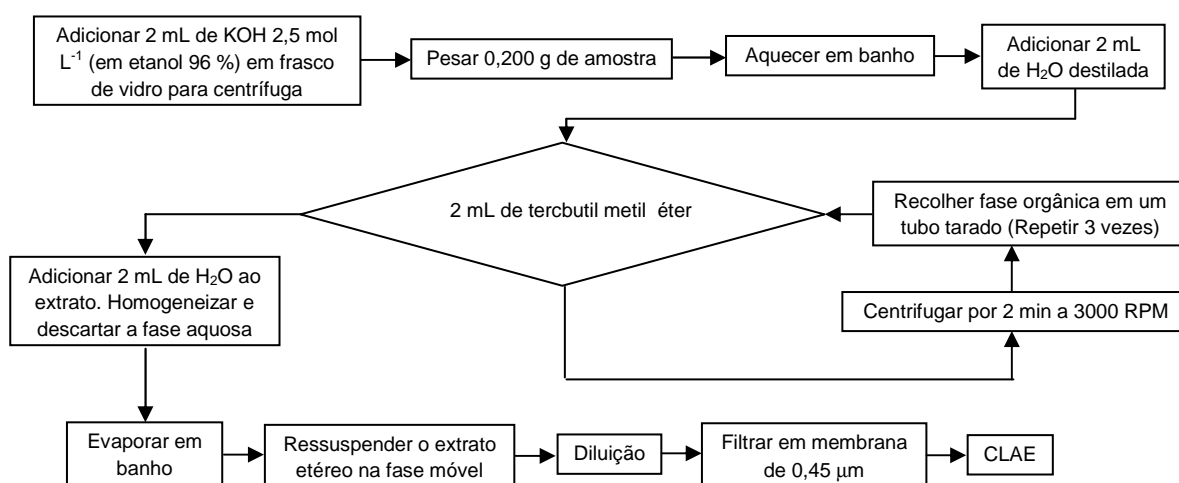 Adicionar 2 mL de KOH 2,5 mol
L⁻¹ (em etanol 96 %) em frasco
de vidro para centrífuga
Pesar 0,200 g de amostra
Aquecer em banho
Adicionar 2 mL
de H₂O destilada
2 mL de tercbutil metil éter
Recolher fase orgânica em um
tubo tarado (Repetir 3 vezes)
Adicionar 2 mL de H₂O ao
extrato. Homogeneizar e
descartar a fase aquosa
Centrifugar por 2 min a 3000 RPM
Evaporar em
banho
Ressuspender o extrato
etéreo na fase móvel
Diluição
Filtrar em membrana
de 0,45 µm
CLAE